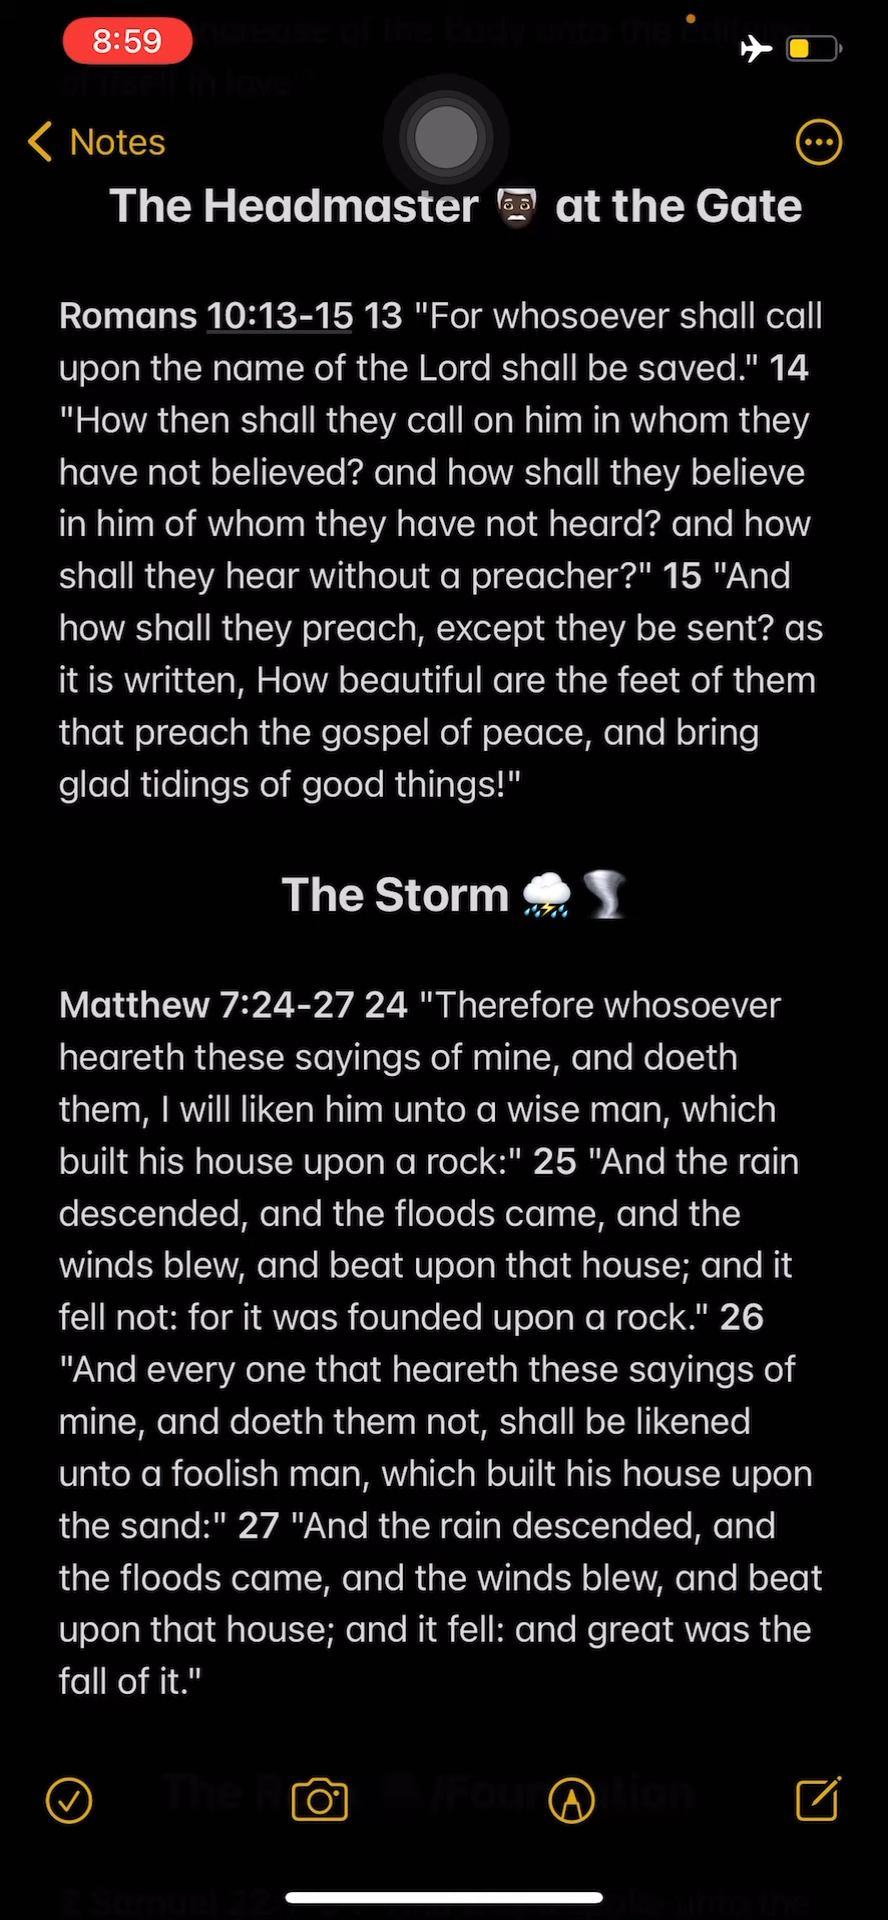 8:59
Notes
The Headmaster 👨🏿‍🦳 at the Gate
Romans 10:13-15 13 "For whosoever shall call
upon the name of the Lord shall be saved." 14
"How then shall they call on him in whom they
have not believed? and how shall they believe
in him of whom they have not heard? and how
shall they hear without a preacher?" 15 "And
how shall they preach, except they be sent? as
it is written, How beautiful are the feet of them
that preach the gospel of peace, and bring
glad tidings of good things!"
The Storm ⛈️🌪️
Matthew 7:24-27 24 "Therefore whosoever
heareth these sayings of mine, and doeth
them, I will liken him unto a wise man, which
built his house upon a rock:" 25 "And the rain
descended, and the floods came, and the
winds blew, and beat upon that house; and it
fell not: for it was founded upon a rock." 26
"And every one that heareth these sayings of
mine, and doeth them not, shall be likened
unto a foolish man, which built his house upon
the sand:" 27 "And the rain descended, and
the floods came, and the winds blew, and beat
upon that house; and it fell: and great was the
fall of it."